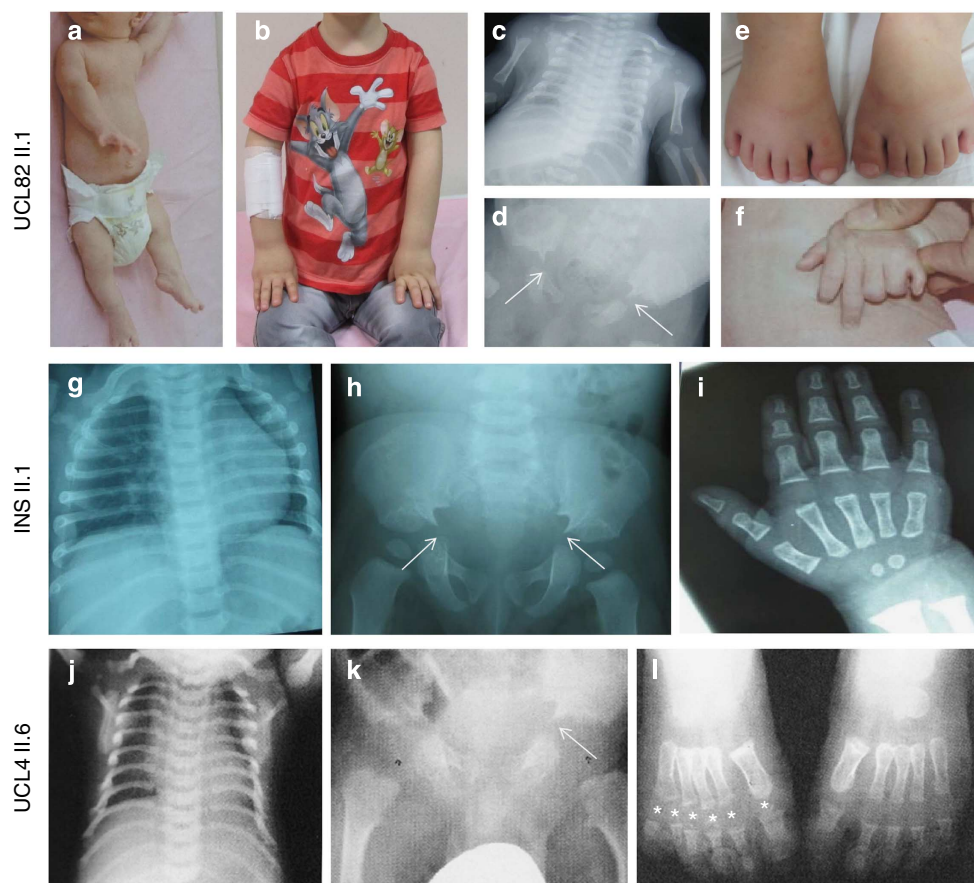 UCL82 II.1
a
b
c
d
e
f
INS II.1
g
h
i
UCL4 II.6
j
k
l
* * * * * *